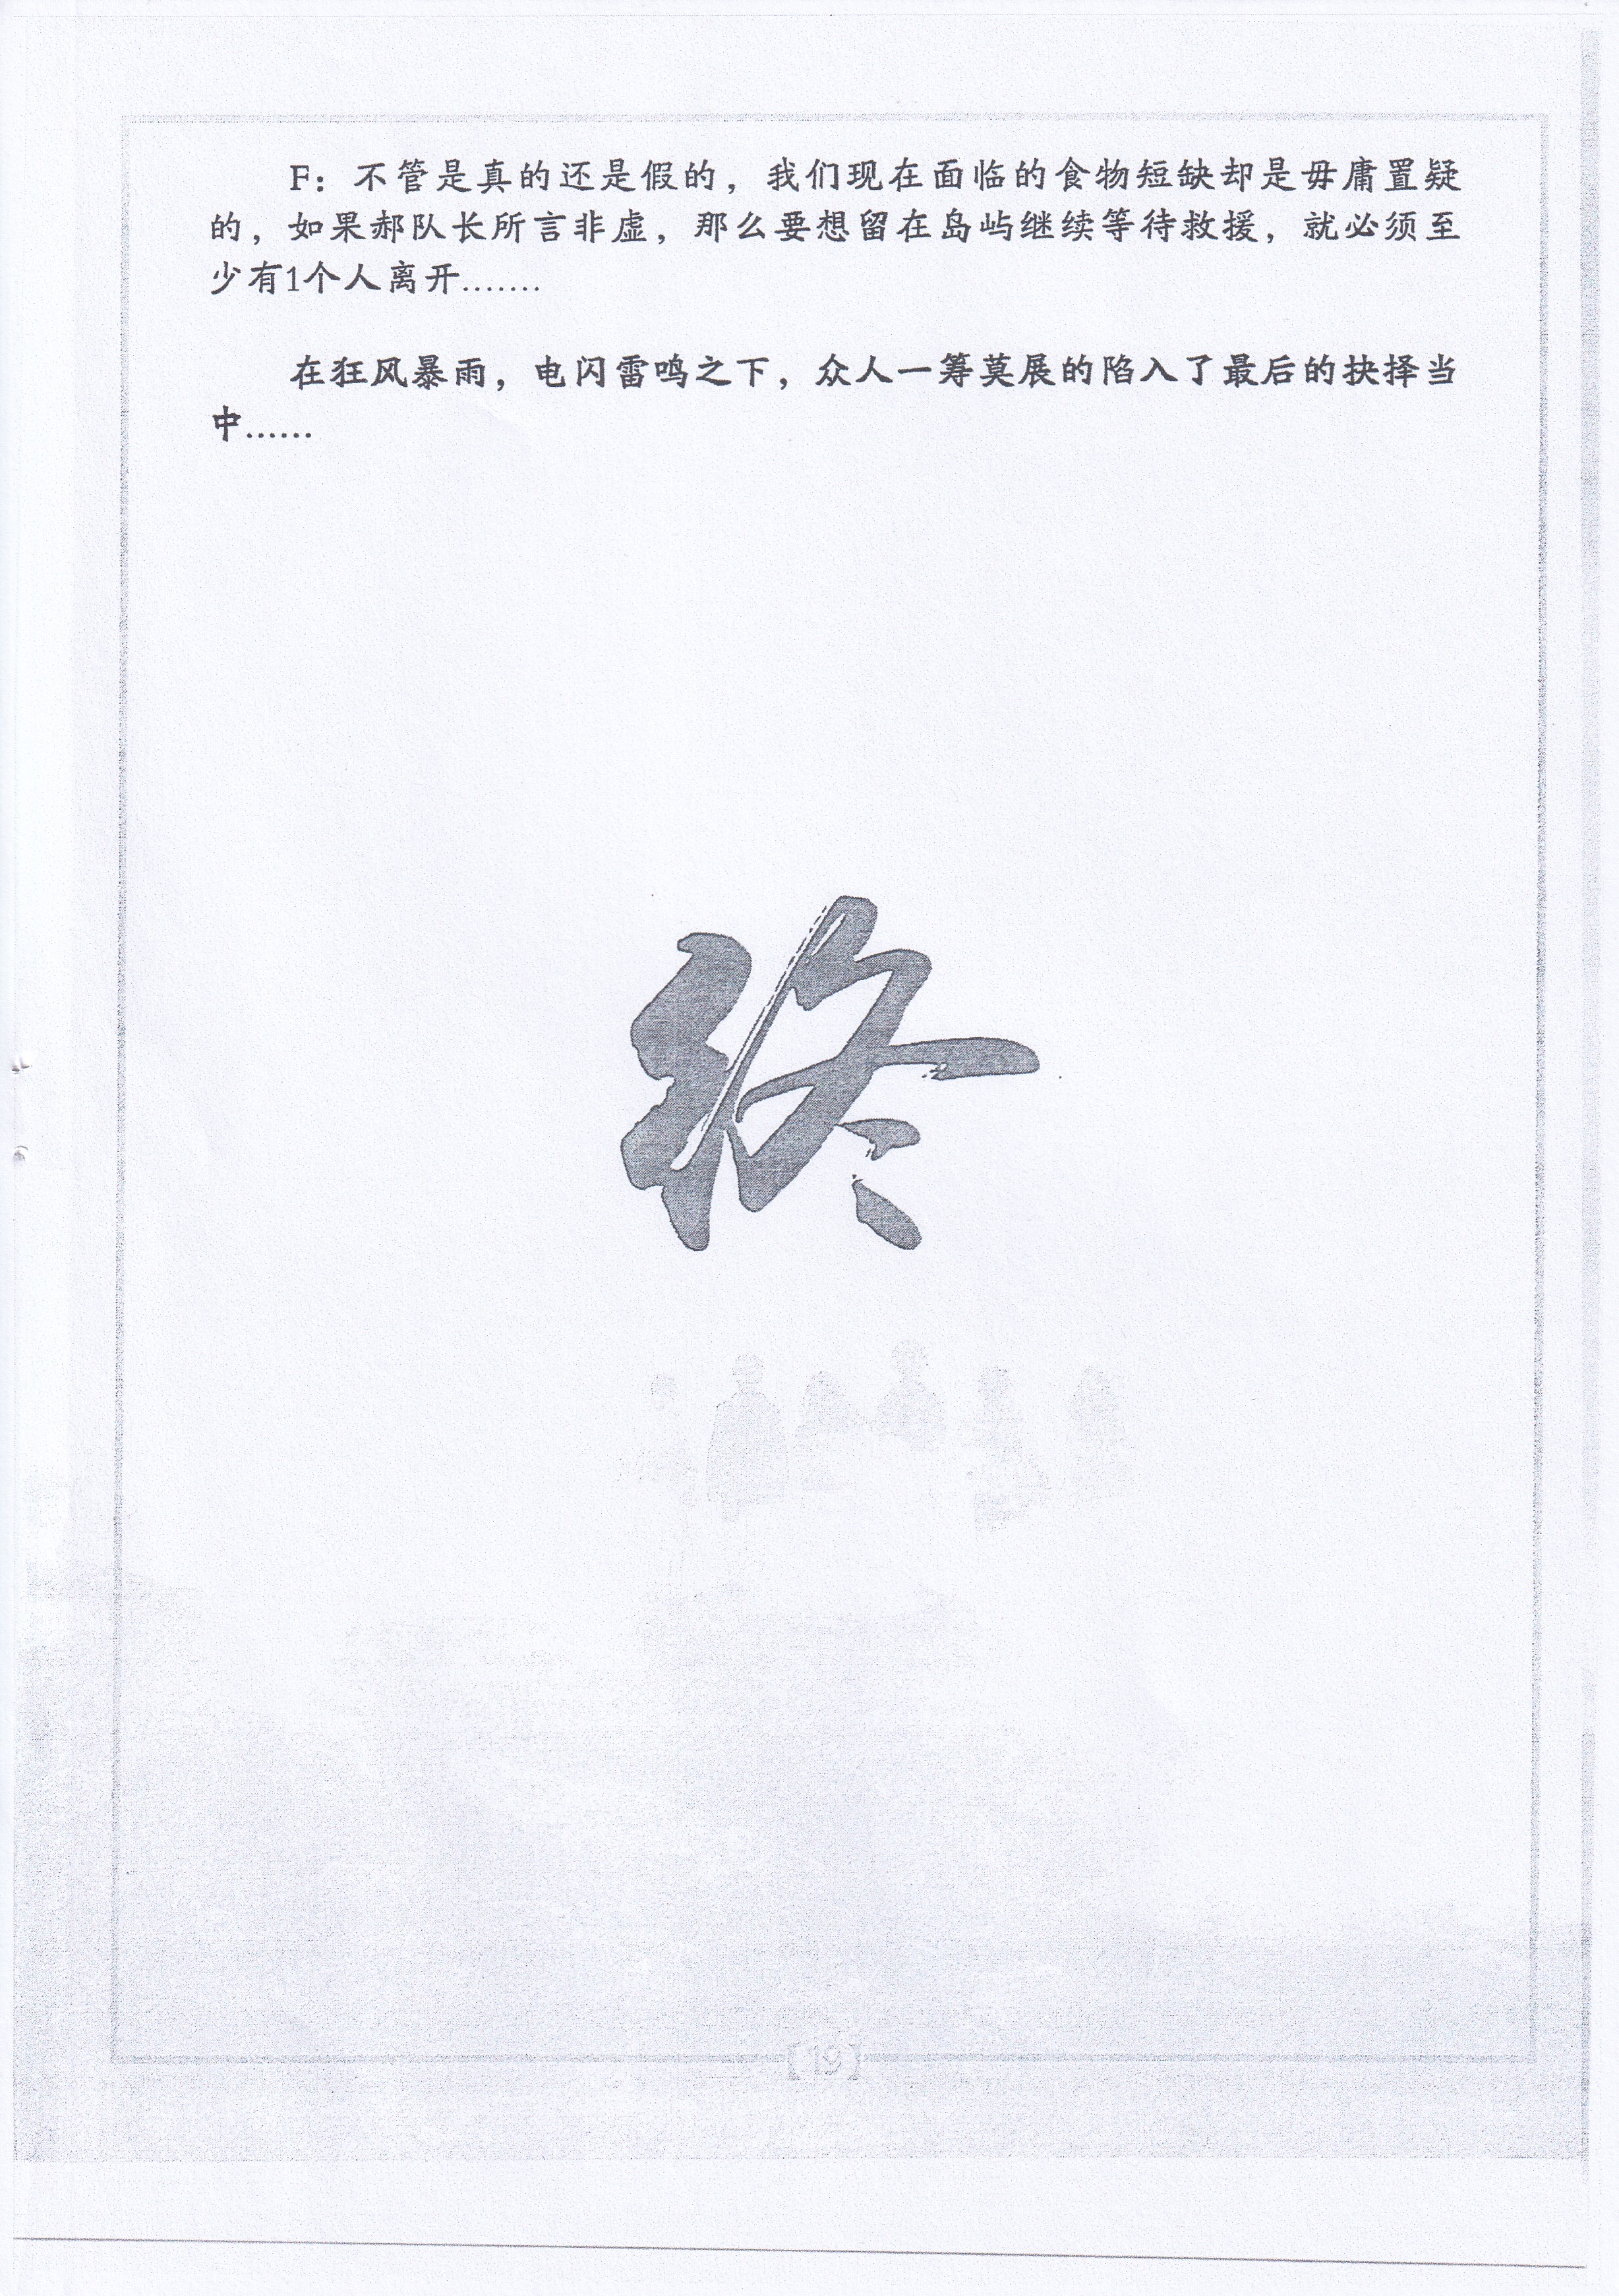 F：不管是真的还是假的，我们现在面临的食物短缺却是毋庸置疑
的，如果郝队长所言非虚，那么要想留在岛屿继续等待救援，就必须至
少有1个人离开.......
在狂风暴雨，电闪雷鸣之下，众人一筹莫展的陷入了最后的抉择当
中......
终
【19】